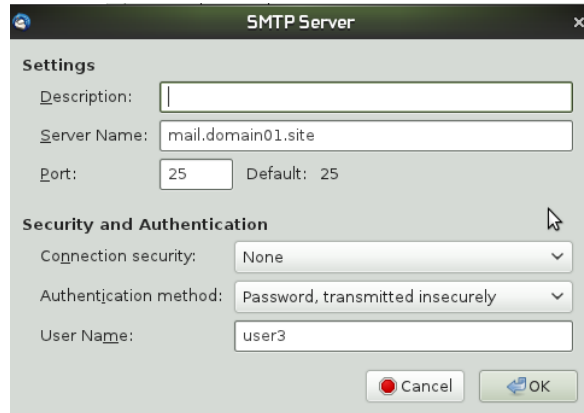 SMTP Server
Settings
Description:
Server Name: mail.domain01.site
Port: 25 Default: 25
Security and Authentication
Connection security: None
Authentication method: Password, transmitted insecurely
User Name: user3
Cancel OK